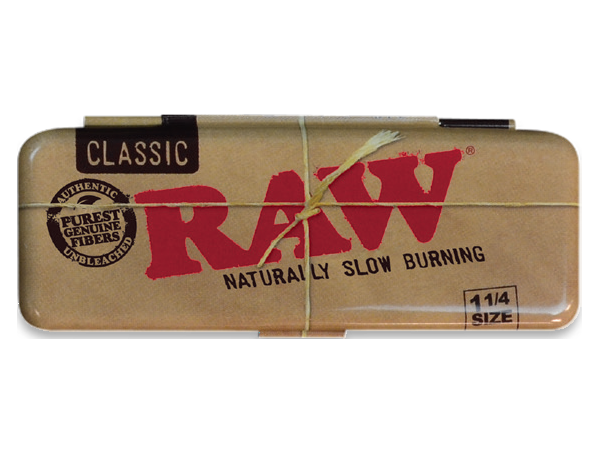 CLASSIC
AUTHENTIC
PUREST
GENUINE
FIBERS
UNBLEACHED
RAW®
NATURALLY SLOW BURNING
1 1/4
SIZE